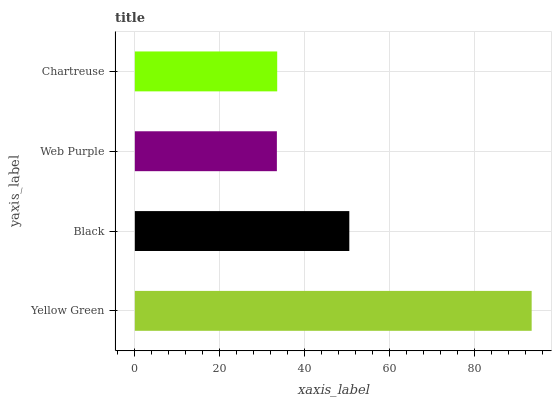 title
Chartreuse
Web Purple
Black
Yellow Green
yaxis_label
0 20 40 60 80
xaxis_label